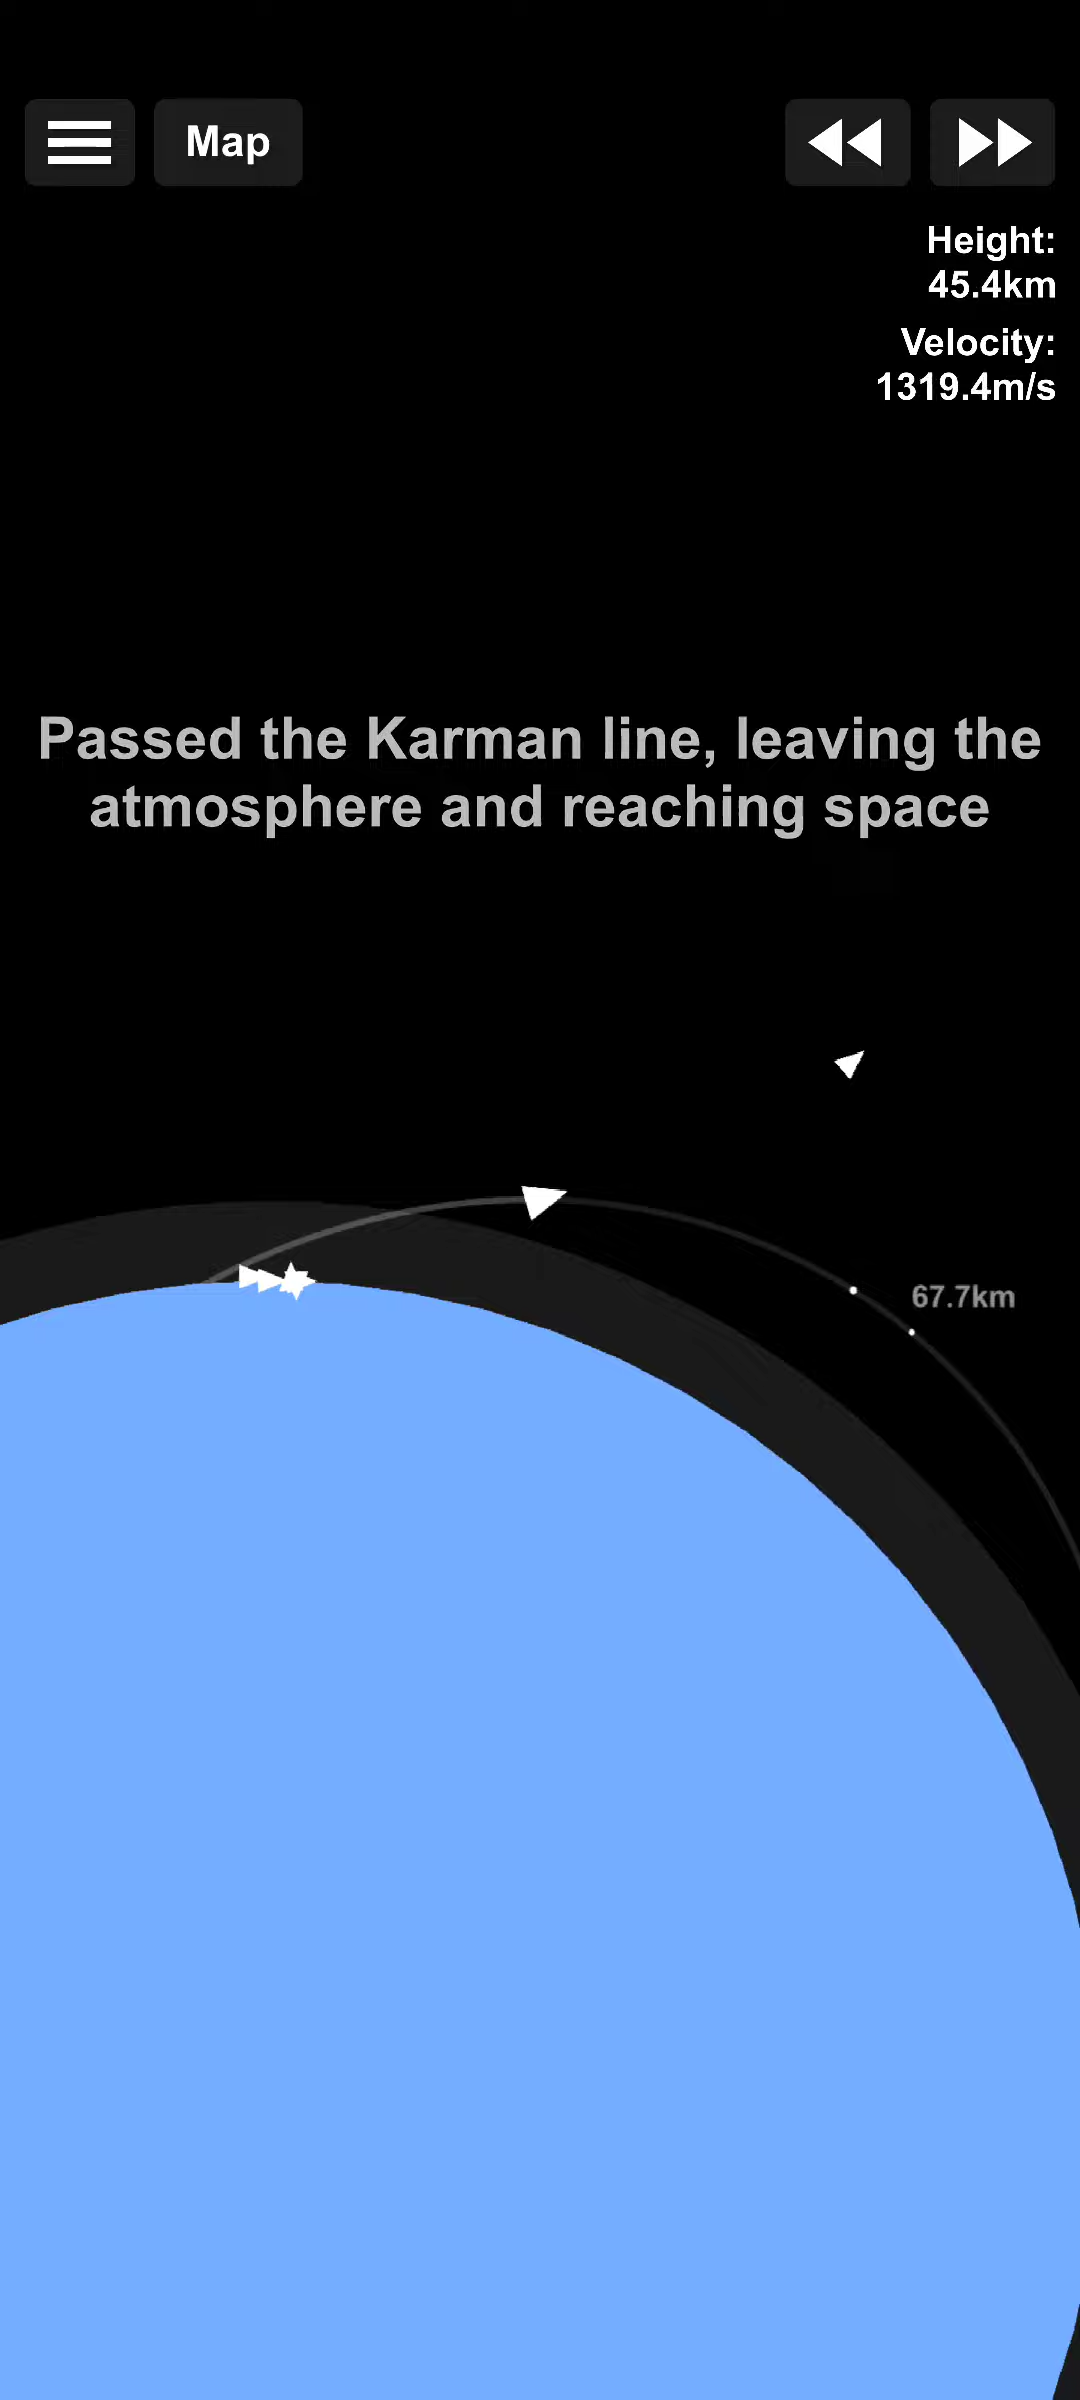 Map
Height:
45.4km
Velocity:
1319.4m/s
Passed the Karman line, leaving the
atmosphere and reaching space
67.7km